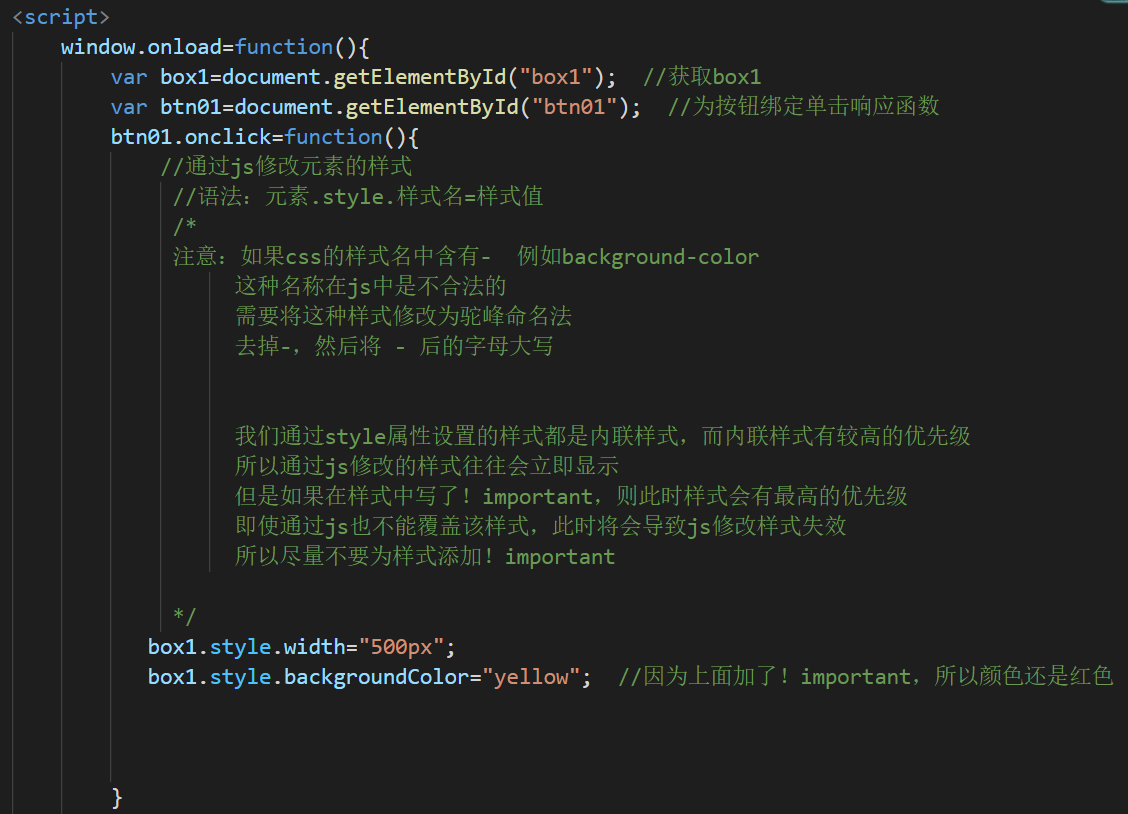 <script>
window.onload=function(){
var box1=document.getElementById("box1");  //获取box1
var btn01=document.getElementById("btn01");  //为按钮绑定单击响应函数
btn01.onclick=function(){
//通过js修改元素的样式
//语法：元素.style.样式名=样式值
/*
注意：如果css的样式名中含有-  例如background-color
这种名称在js中是不合法的
需要将这种样式修改为驼峰命名法
去掉-，然后将 - 后的字母大写
我们通过style属性设置的样式都是内联样式，而内联样式有较高的优先级
所以通过js修改的样式往往会立即显示
但是如果在样式中写了！important，则此时样式会有最高的优先级
即使通过js也不能覆盖该样式，此时将会导致js修改样式失效
所以尽量不要为样式添加！important
*/
box1.style.width="500px";
box1.style.backgroundColor="yellow";  //因为上面加了！important，所以颜色还是红色
}